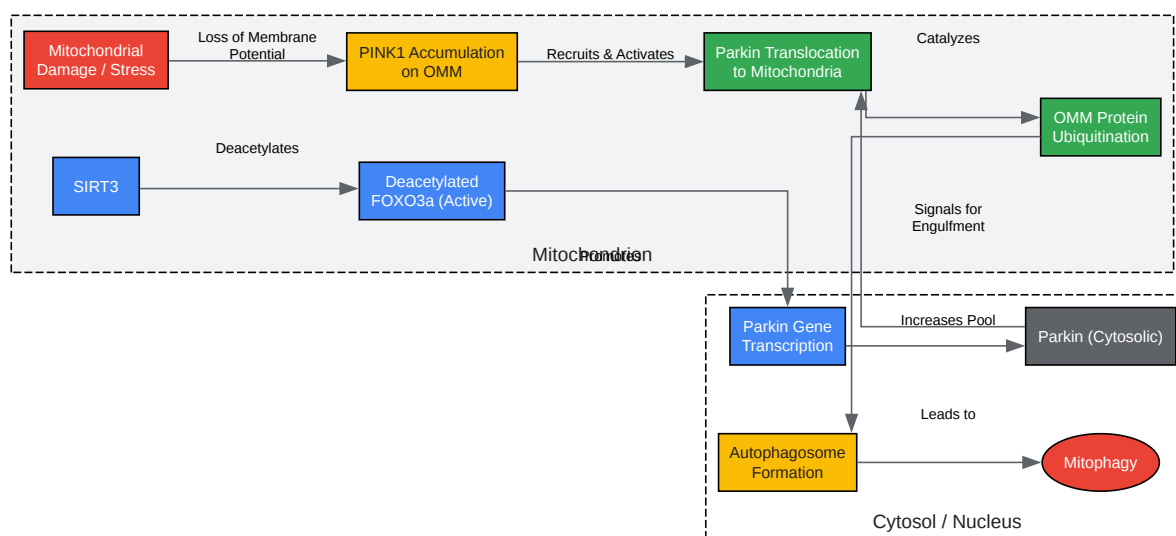 Mitochondrial
Damage / Stress
Loss of Membrane
Potential
PINK1 Accumulation
on OMM
Recruits & Activates
Parkin Translocation
to Mitochondria
Catalyzes
OMM Protein
Ubiquitination
SIRT3
Deacetylates
Deacetylated
FOXO3a (Active)
Signals for
Engulfment
Mitochondrion
Promotes
Parkin Gene
Transcription
Increases Pool
Parkin (Cytosolic)
Autophagosome
Formation
Leads to
Mitophagy
Cytosol / Nucleus